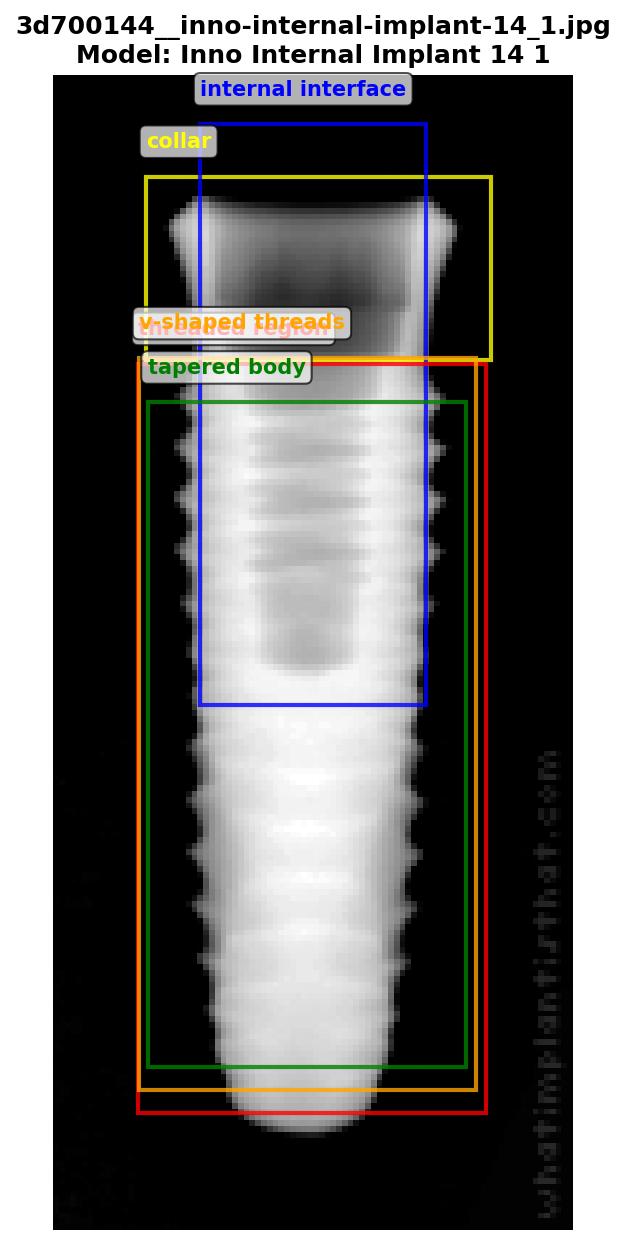 3d700144__inno-internal-implant-14_1.jpg
Model: Inno Internal Implant 14 1
internal interface
collar
v-shaped threads
threaded region
tapered body
whatimplantisthat.com